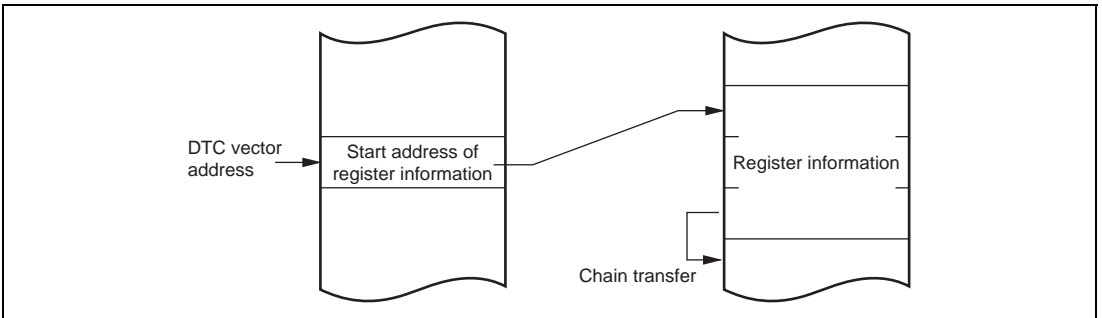 DTC vector
address
Start address of
register information
Register information
Chain transfer